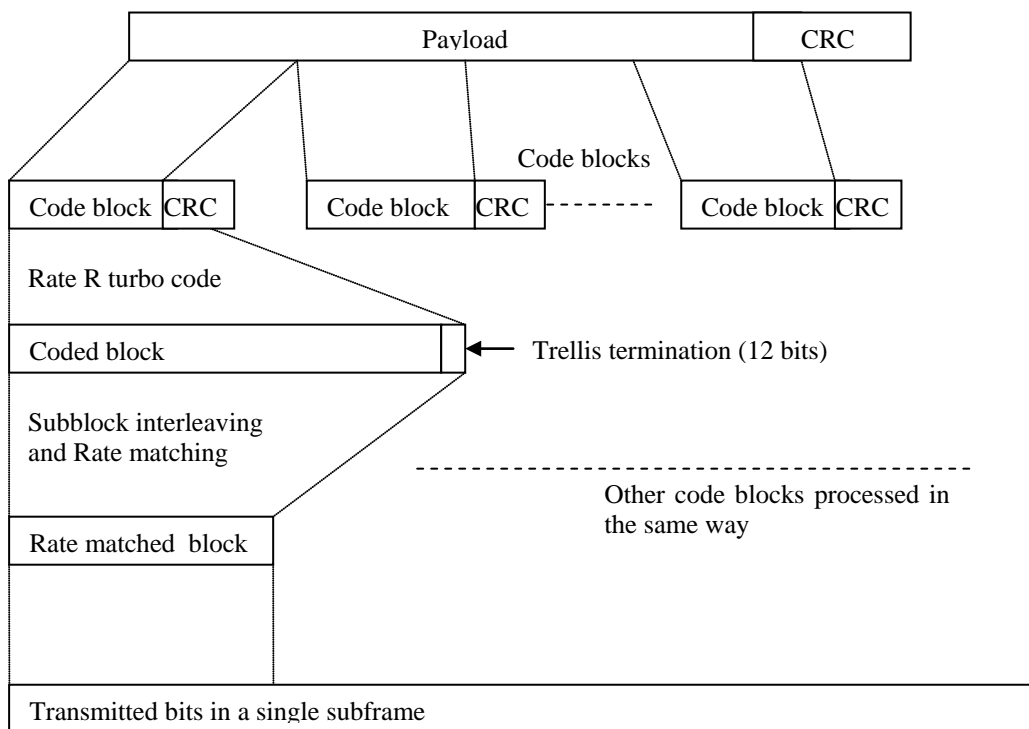 Payload CRC
Code blocks
Code block CRC Code block CRC Code block CRC
Rate R turbo code
Coded block
Trellis termination (12 bits)
Subblock interleaving
and Rate matching
Other code blocks processed in
the same way
Rate matched block
Transmitted bits in a single subframe